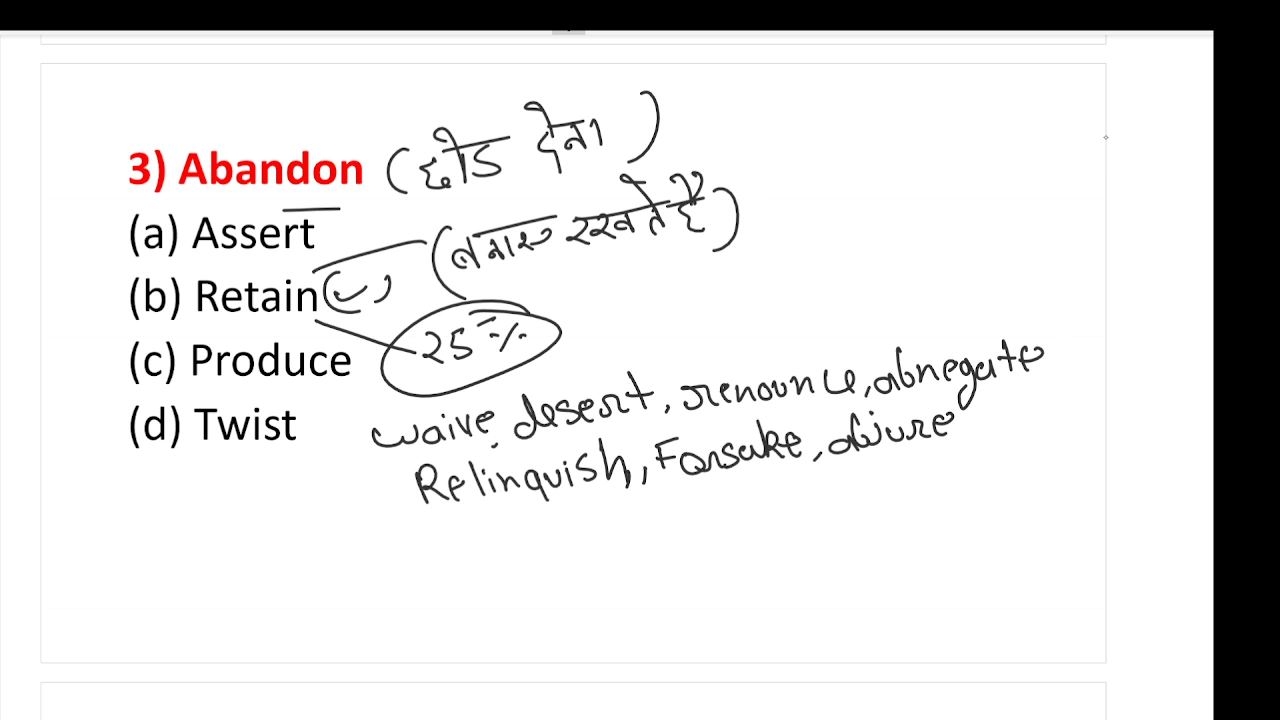 3) Abandon (छोड देना)
(a) Assert
(बनाए रखते हैं)
(b) Retain
25%
(c) Produce
(d) Twist
waive, desert, renounce, abnegate
Relinquish, Forsake, abjure